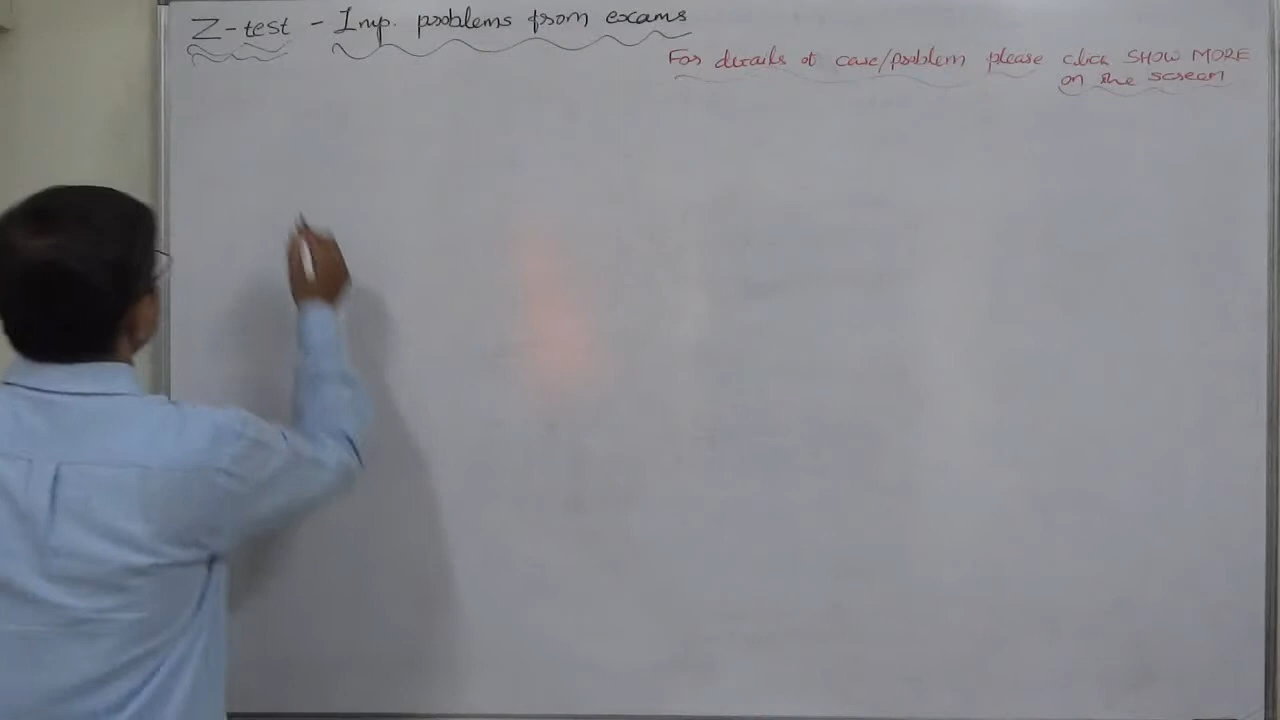 Z-test - Imp. problems from exams
For details of case/problem please click SHOW MORE
on the screen